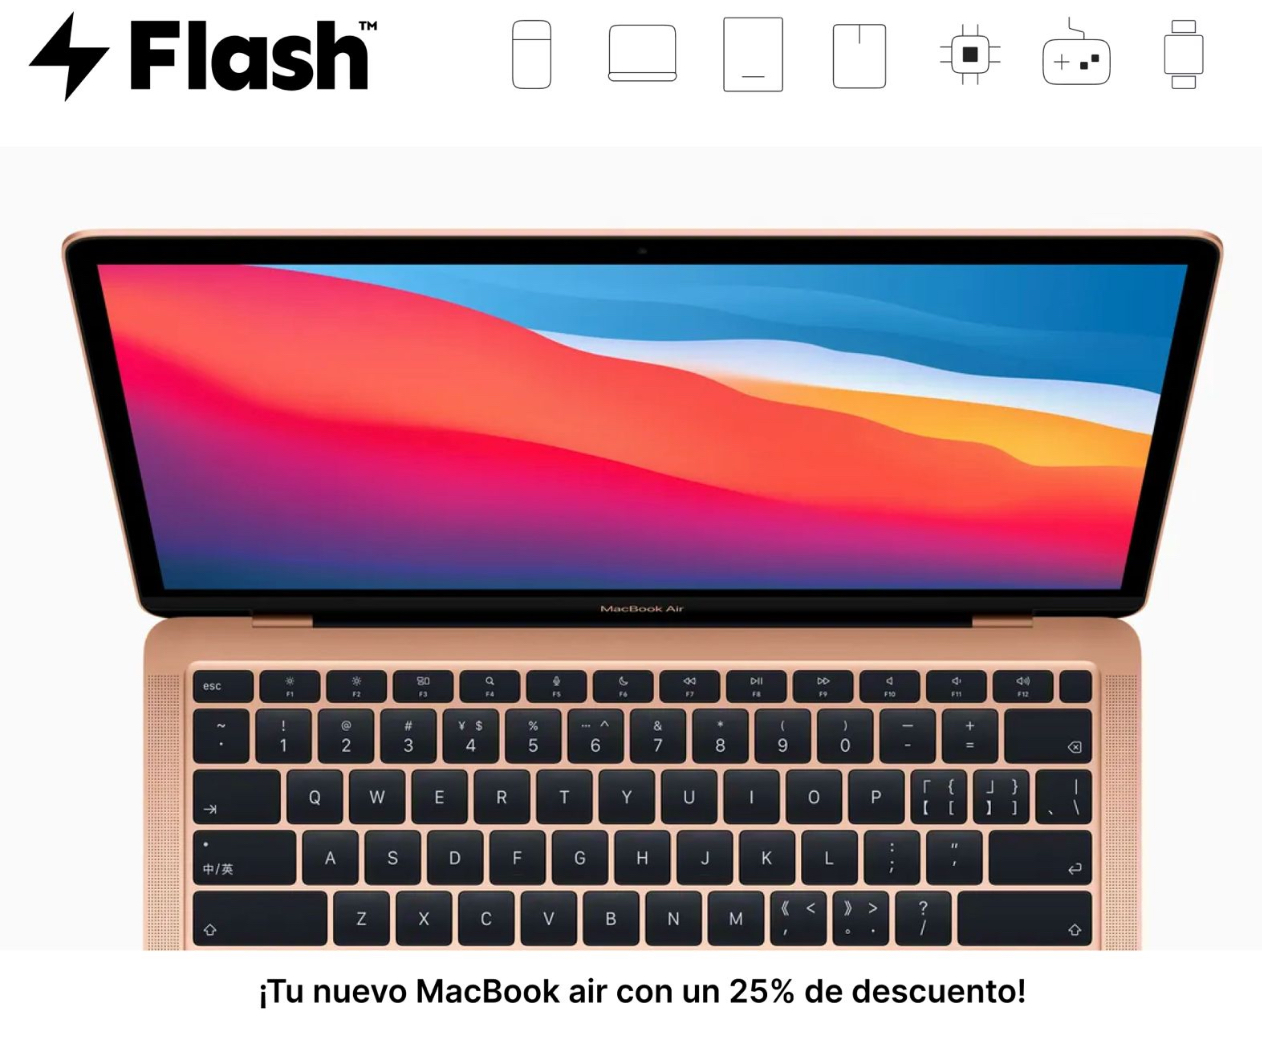 Flash™
MacBook Air
esc F1 F2 F3 F4 F5 F6 F7 F8 F9 F10 F11 F12
~ ! @ # ¥ $ % … ^ & * ( ) — +
· 1 2 3 4 5 6 7 8 9 0 - =
Q W E R T Y U I O P 「 { 」 } |
【 [ 】 ] 、 \
A S D F G H J K L : "
中/英 ; '
Z X C V B N M 《 < 》 > ?
, 。 . /
¡Tu nuevo MacBook air con un 25% de descuento!